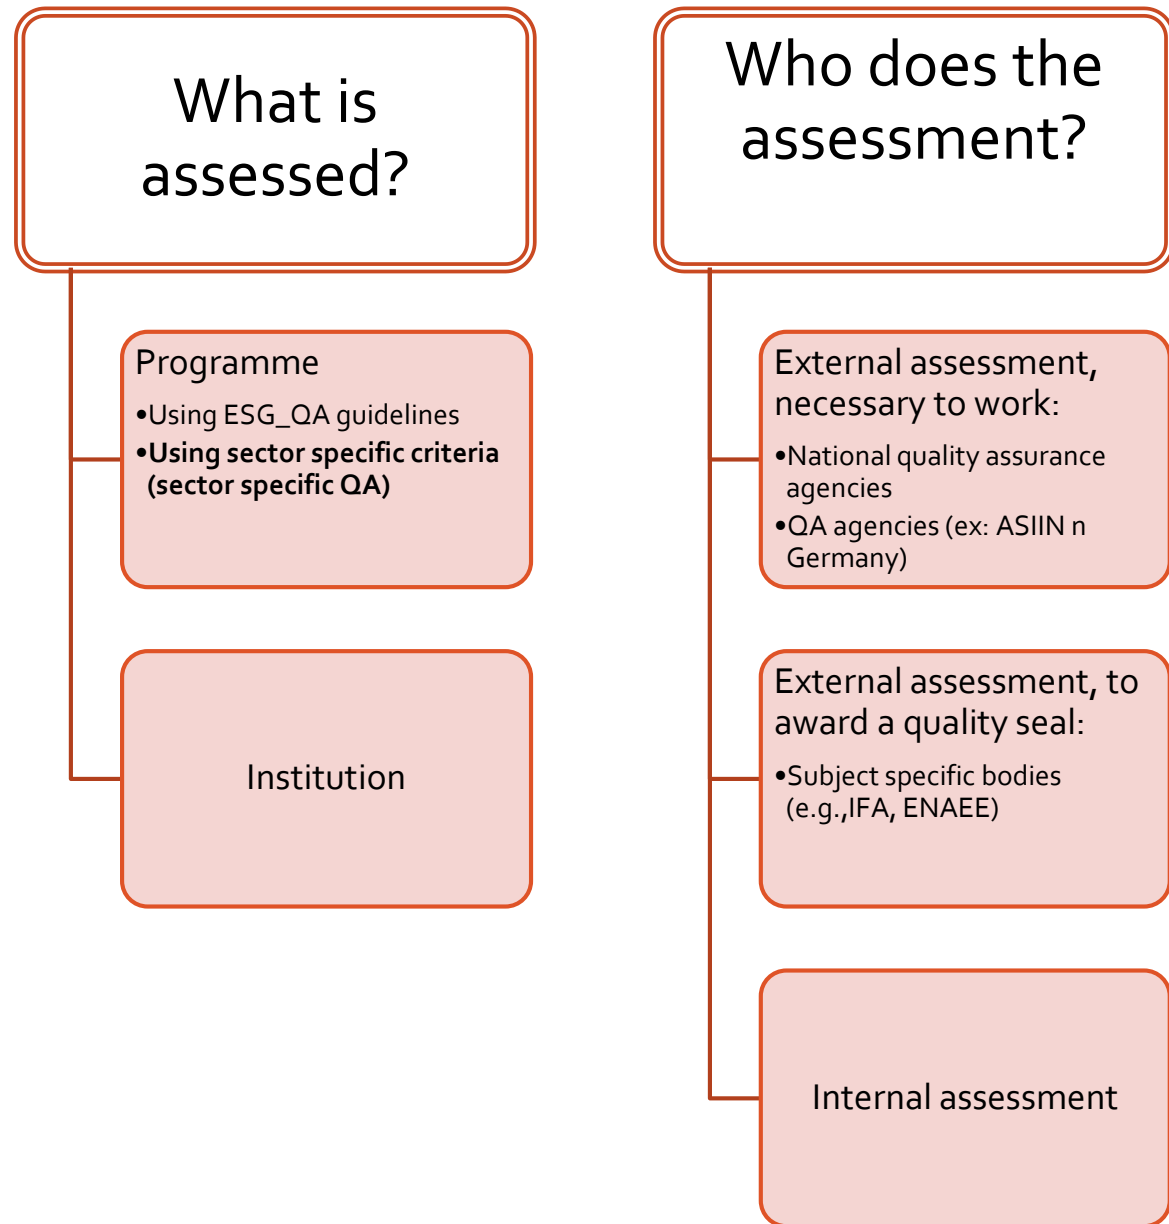 What is
assessed?
Programme
•Using ESG_QA guidelines
•Using sector specific criteria
(sector specific QA)
Institution
Who does the
assessment?
External assessment,
necessary to work:
•National quality assurance
agencies
•QA agencies (ex: ASIIN n
Germany)
External assessment, to
award a quality seal:
•Subject specific bodies
(e.g.,IFA, ENAEE)
Internal assessment